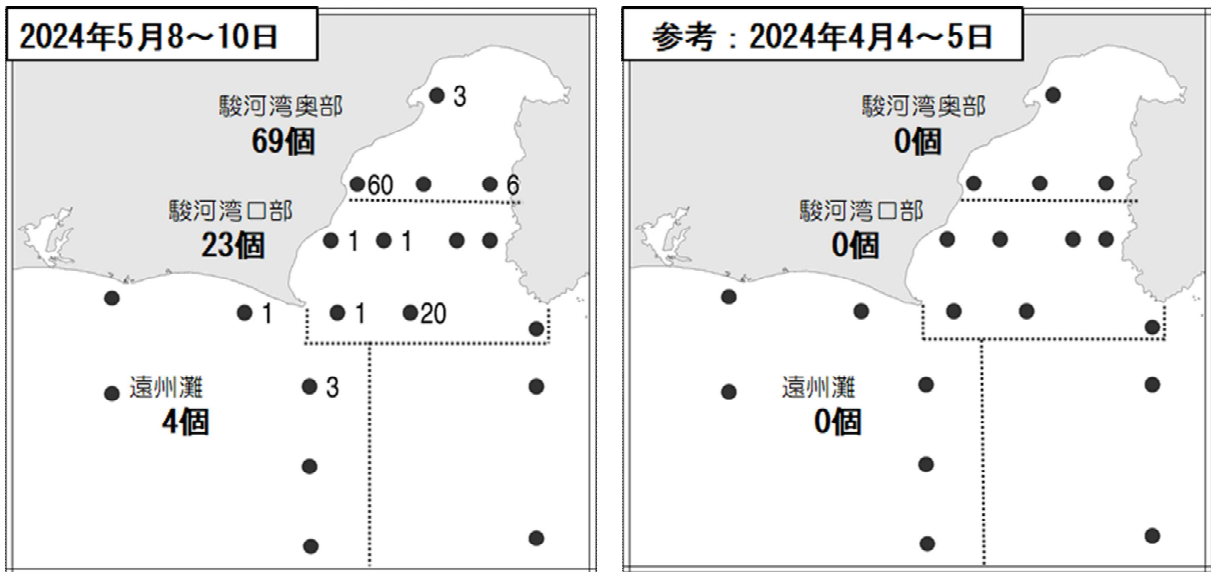 2024年5月8～10日
駿河湾奥部
69個
3
60
6
駿河湾口部
23個
1
1
1
1
20
遠州灘
4個
3
参考：2024年4月4～5日
駿河湾奥部
0個
駿河湾口部
0個
遠州灘
0個